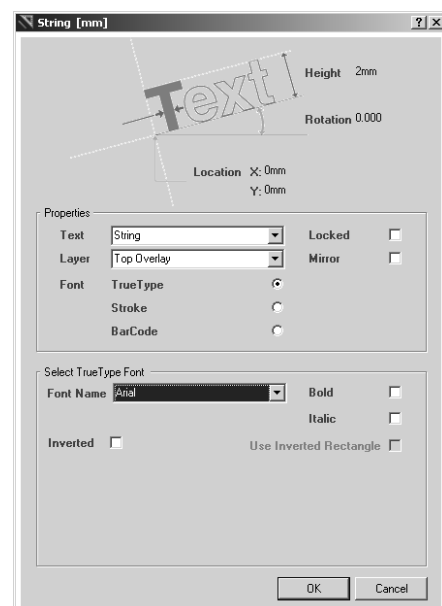 String [mm]
Text
Height 2mm
Rotation 0.000
Location X: 0mm
Y: 0mm
Properties
Text String Locked
Layer Top Overlay Mirror
Font TrueType
Stroke
BarCode
Select TrueType Font
Font Name Arial Bold
Italic
Inverted Use Inverted Rectangle
OK Cancel